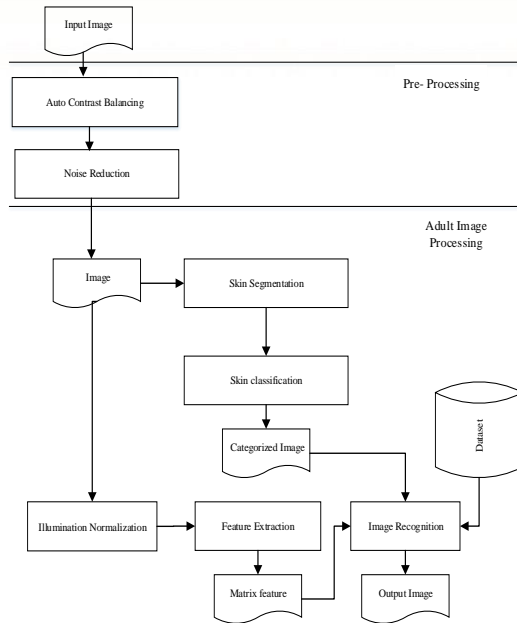 Input Image
Pre- Processing
Auto Contrast Balancing
Noise Reduction
Adult Image
Processing
Image
Skin Segmentation
Skin classification
Dataset
Categorized Image
Illumination Normalization
Feature Extraction
Image Recognition
Matrix feature
Output Image